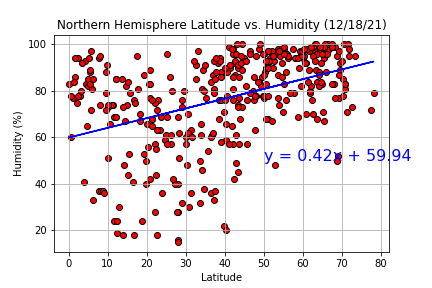 Northern Hemisphere Latitude vs. Humidity (12/18/21)
100
80
60
40
20
Humidity (%)
y = 0.42x + 59.94
0 10 20 30 40 50 60 70 80
Latitude